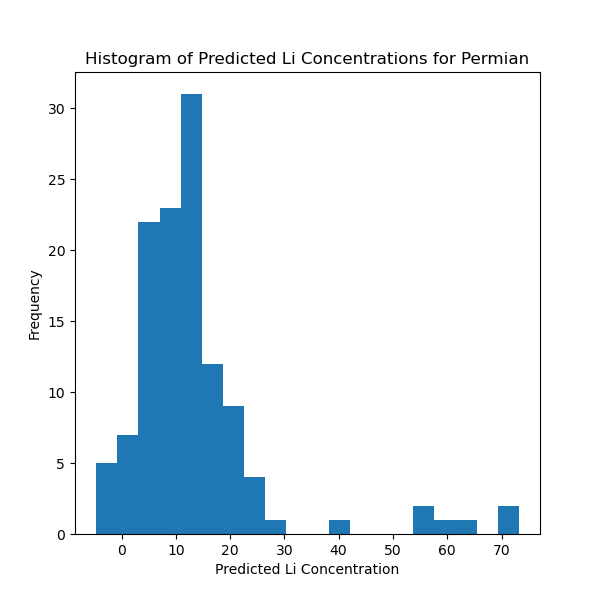 Histogram of Predicted Li Concentrations for Permian
30
25
20
15
10
5
0
Frequency
0 10 20 30 40 50 60 70
Predicted Li Concentration